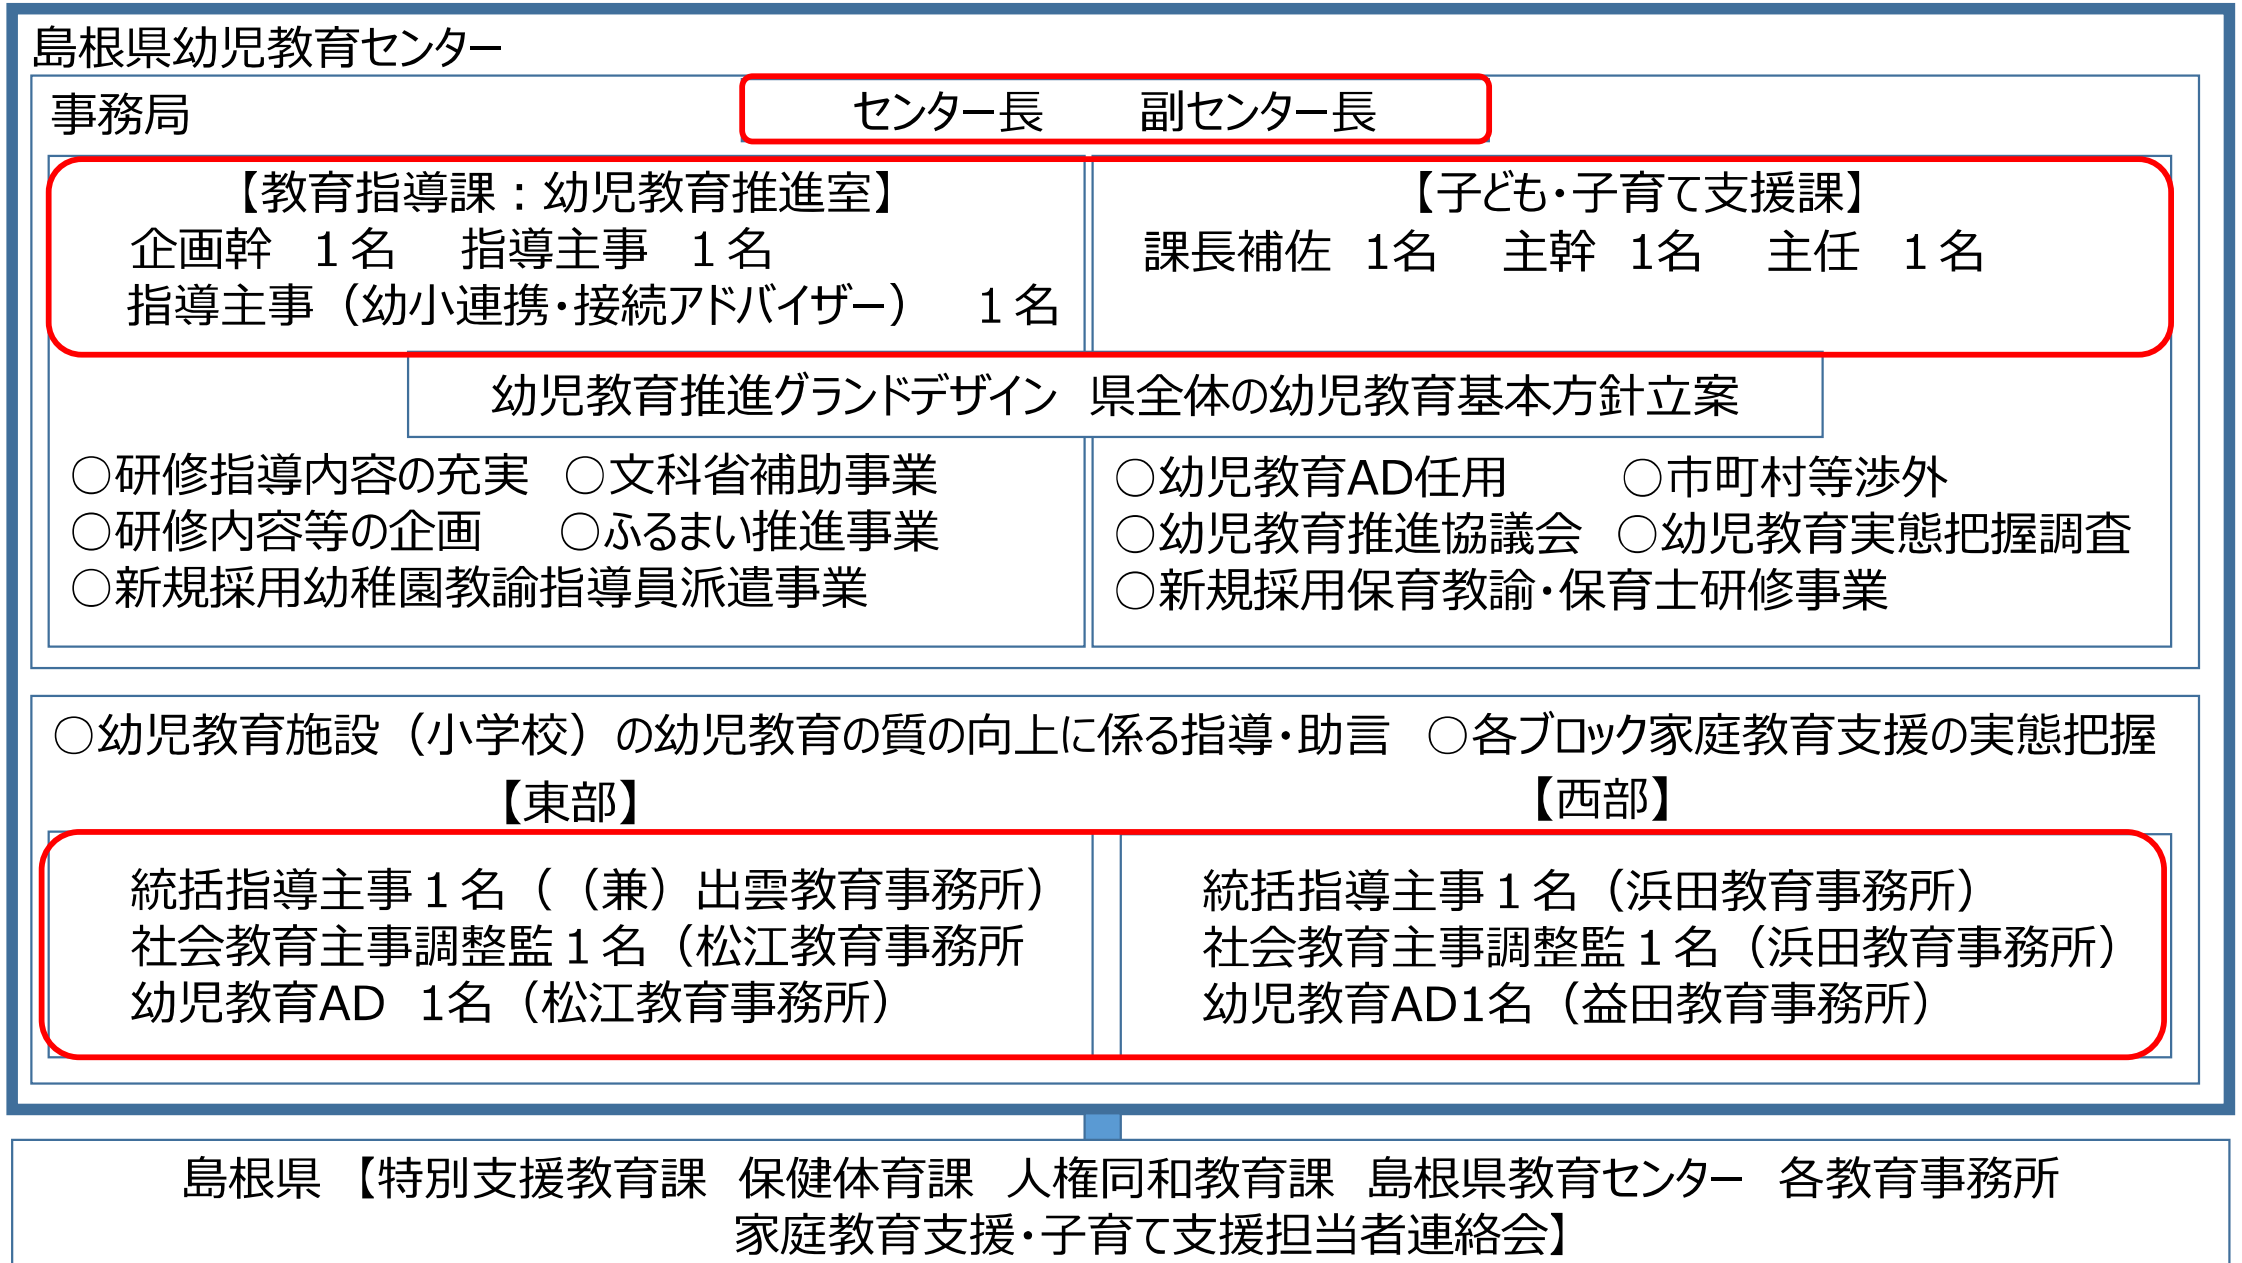 島根県幼児教育センター
事務局
センター長　　副センター長
【教育指導課：幼児教育推進室】
企画幹　１名　 指導主事　１名
指導主事（幼小連携・接続アドバイザー）　１名
【子ども・子育て支援課】
課長補佐　1名　 主幹　1名　 主任　１名
幼児教育推進グランドデザイン　県全体の幼児教育基本方針立案
○研修指導内容の充実　○文科省補助事業
○研修内容等の企画　　○ふるまい推進事業
○新規採用幼稚園教諭指導員派遣事業
○幼児教育AD任用　　　○市町村等渉外
○幼児教育推進協議会　○幼児教育実態把握調査
○新規採用保育教諭・保育士研修事業
○幼児教育施設（小学校）の幼児教育の質の向上に係る指導・助言　○各ブロック家庭教育支援の実態把握
【東部】
統括指導主事１名（（兼）出雲教育事務所）
社会教育主事調整監１名（松江教育事務所
幼児教育AD　1名（松江教育事務所）
【西部】
統括指導主事１名（浜田教育事務所）
社会教育主事調整監１名（浜田教育事務所）
幼児教育AD1名（益田教育事務所）
島根県　【特別支援教育課　保健体育課　人権同和教育課　島根県教育センター　各教育事務所
家庭教育支援・子育て支援担当者連絡会】